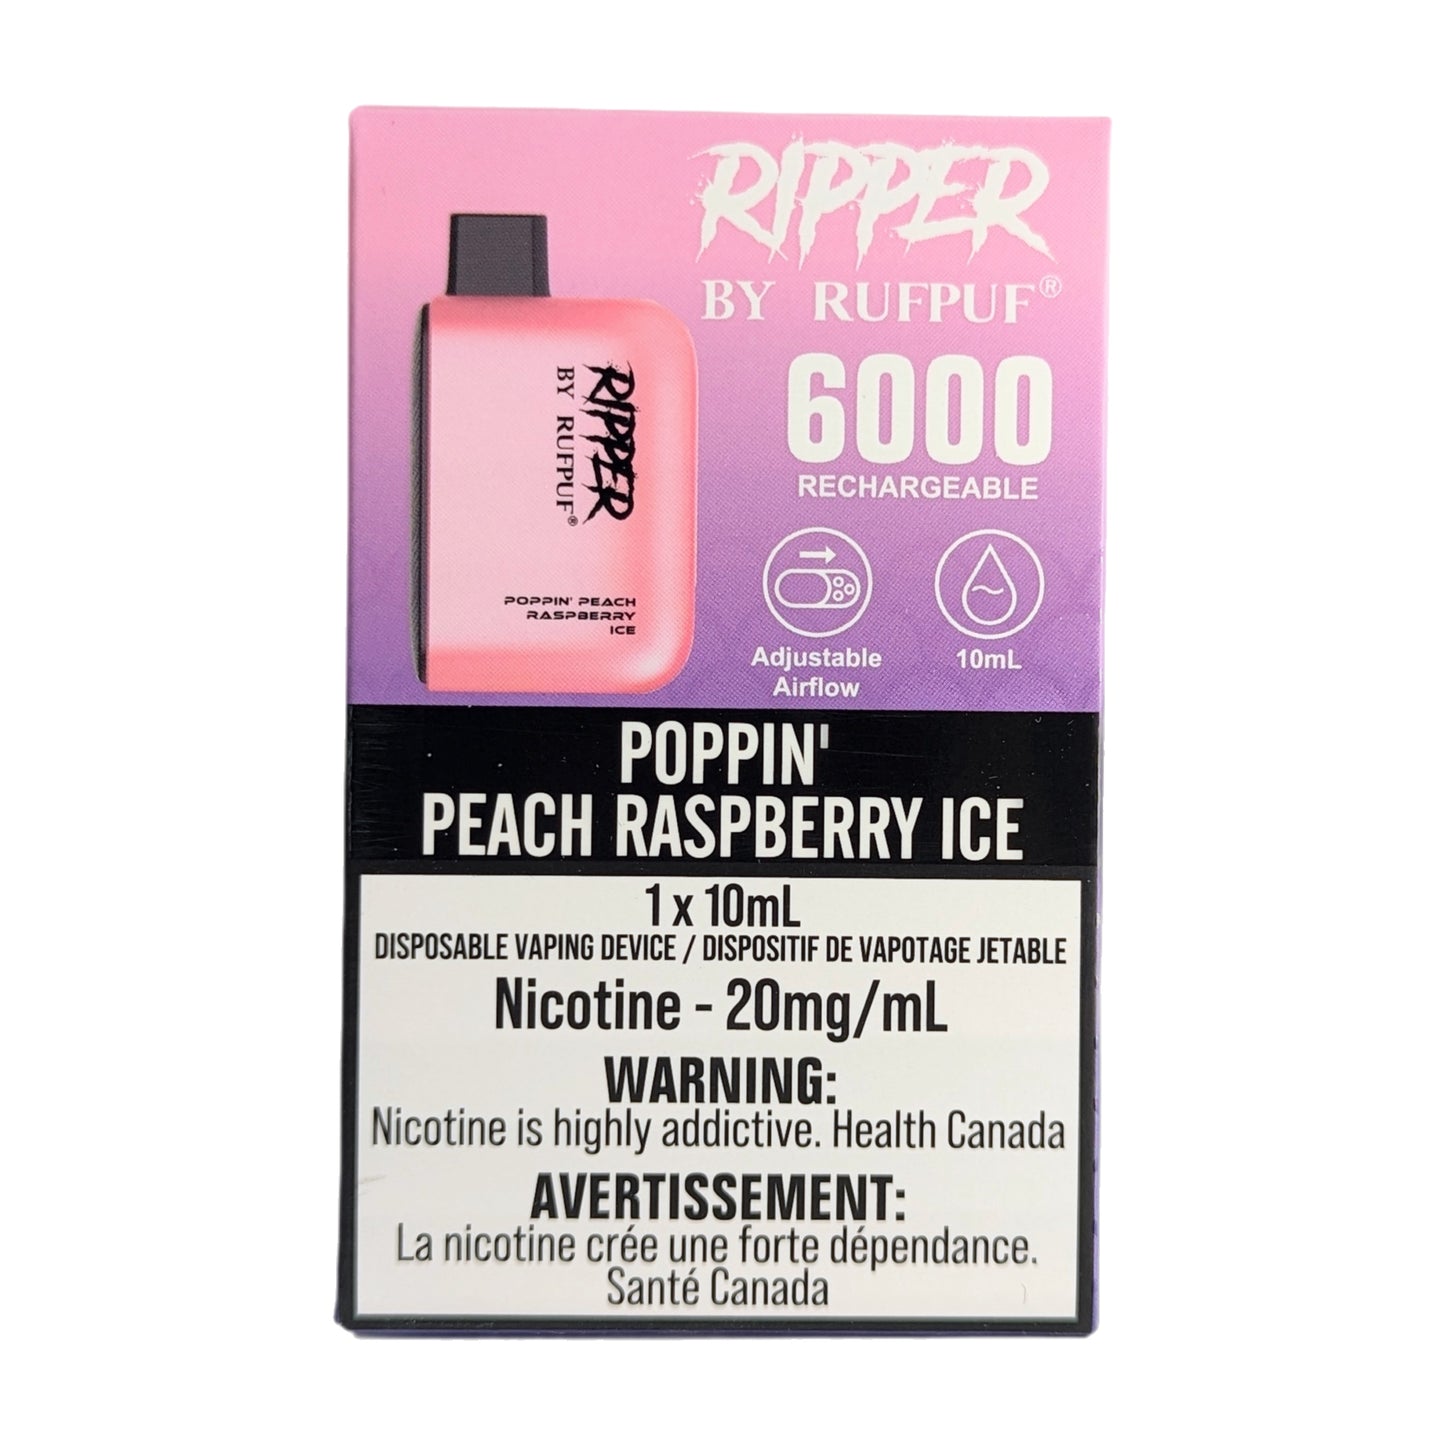 RIPPER
BY RUFPUF®
6000
RECHARGEABLE
Adjustable
Airflow
10mL
RIPPER
BY RUFPUF®
POPPIN' PEACH
RASPBERRY
ICE
POPPIN'
PEACH RASPBERRY ICE
1 x 10mL
DISPOSABLE VAPING DEVICE / DISPOSITIF DE VAPOTAGE JETABLE
Nicotine - 20mg/mL
WARNING:
Nicotine is highly addictive. Health Canada
AVERTISSEMENT:
La nicotine crée une forte dépendance.
Santé Canada